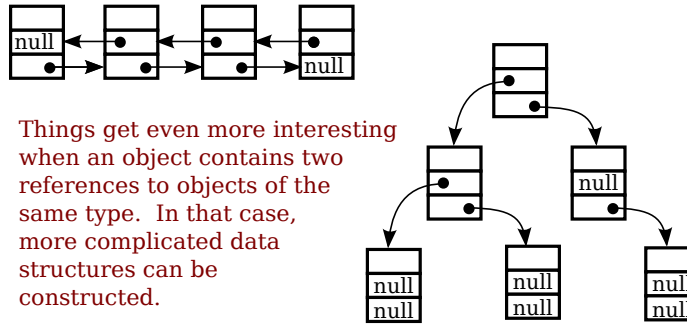 null
null
Things get even more interesting
when an object contains two
references to objects of the
same type. In that case,
more complicated data
structures can be
constructed.
null
null
null
null
null
null
null